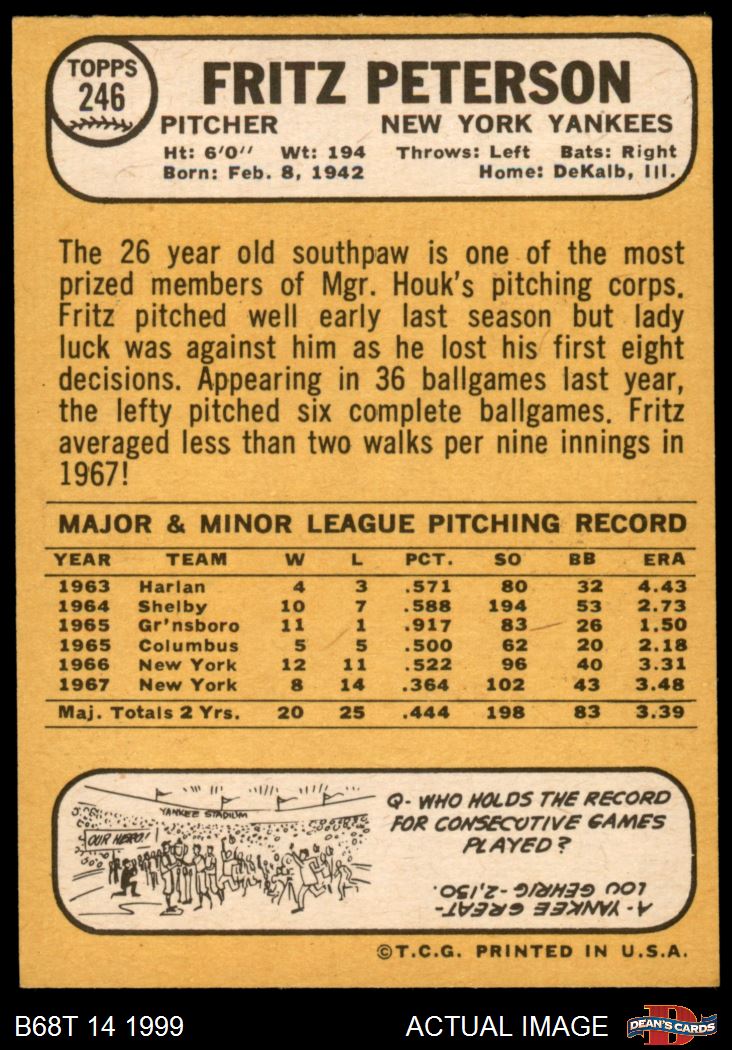 TOPPS
246
FRITZ PETERSON
PITCHER NEW YORK YANKEES
Ht: 6'0'' Wt: 194 Throws: Left Bats: Right
Born: Feb. 8, 1942 Home: DeKalb, Ill.
The 26 year old southpaw is one of the most
prized members of Mgr. Houk's pitching corps.
Fritz pitched well early last season but lady
luck was against him as he lost his first eight
decisions. Appearing in 36 ballgames last year,
the lefty pitched six complete ballgames. Fritz
averaged less than two walks per nine innings in
1967!
MAJOR & MINOR LEAGUE PITCHING RECORD
YEAR TEAM W L PCT. SO BB ERA
1963 Harlan 4 3 .571 80 32 4.43
1964 Shelby 10 7 .588 194 53 2.73
1965 Gr'nsboro 11 1 .917 83 26 1.50
1965 Columbus 5 5 .500 62 20 2.18
1966 New York 12 11 .522 96 40 3.31
1967 New York 8 14 .364 102 43 3.48
Maj. Totals 2 Yrs. 20 25 .444 198 83 3.39
YANKEE STADIUM
OUR HERO!
Q- WHO HOLDS THE RECORD
FOR CONSECUTIVE GAMES
PLAYED?
A- YANKEE GREAT-
LOU GEHRIG-2,130.
©T.C.G. PRINTED IN U.S.A.
B68T 14 1999 ACTUAL IMAGE
D
DEAN'S CARDS